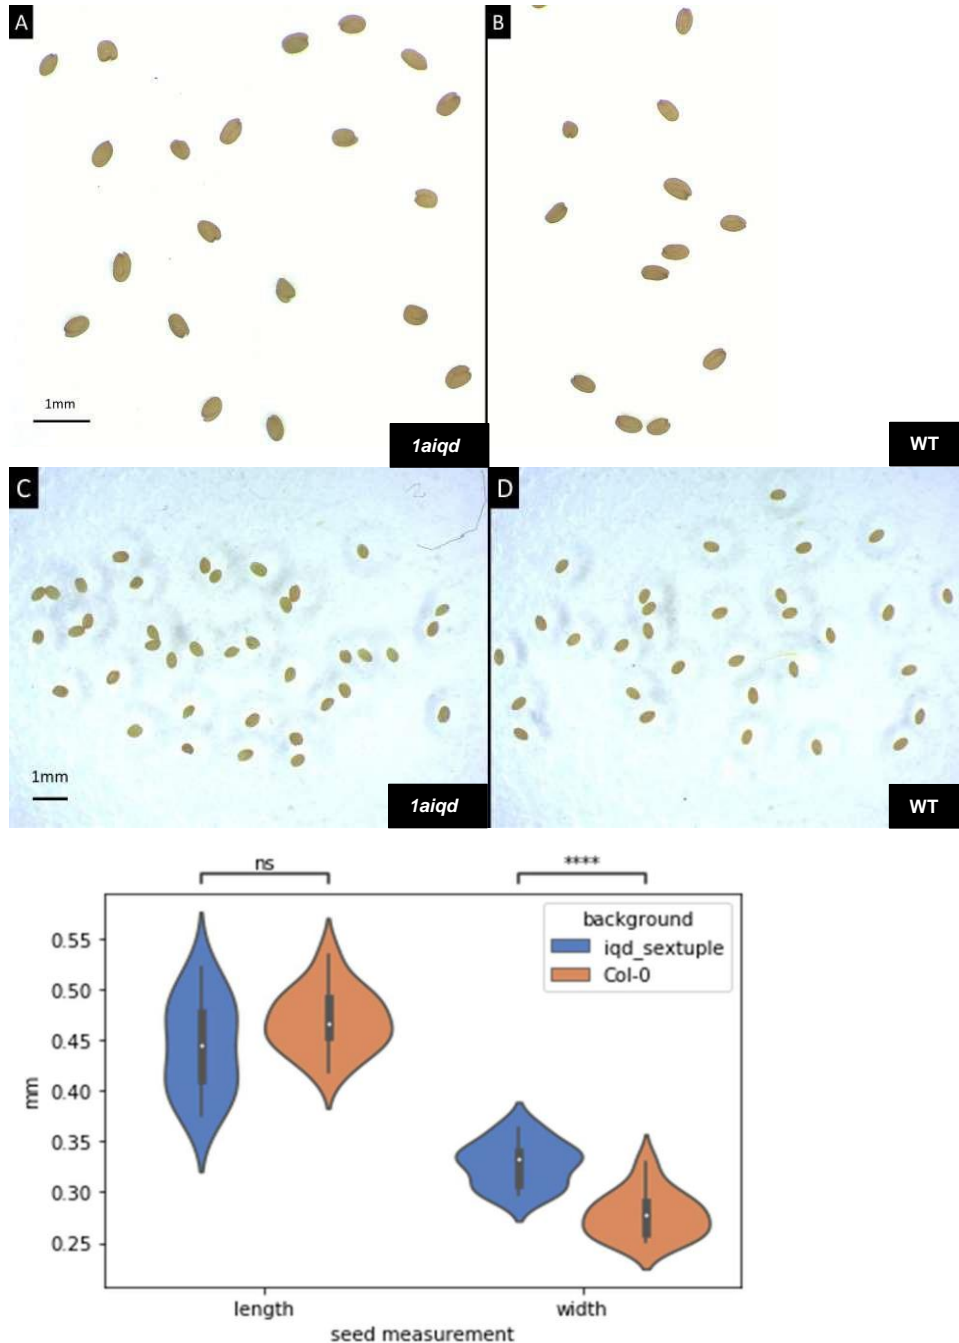 A
B
1mm
1aiqd
WT
C
D
1mm
1aiqd
WT
ns
****
background
iqd_sextuple
Col-0
0.55
0.50
0.45
0.40
0.35
0.30
0.25
mm
length
width
seed measurement